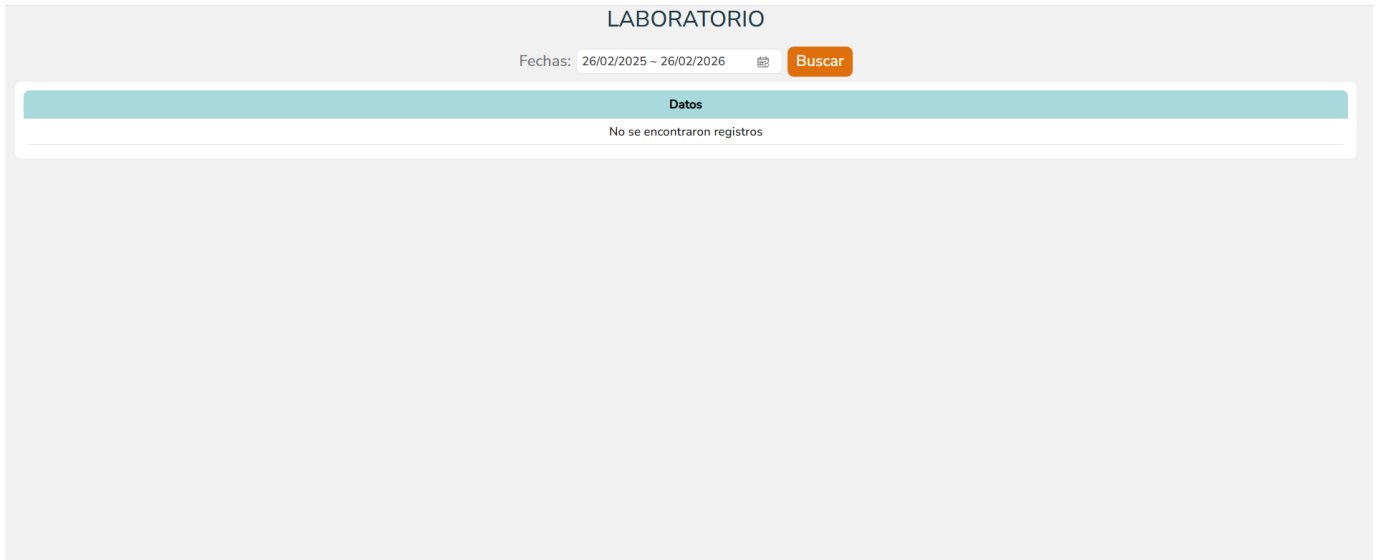 LABORATORIO
Fechas: 26/02/2025 ~ 26/02/2026 Buscar
Datos
No se encontraron registros